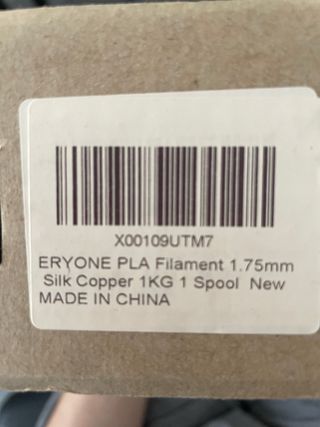 X00109UTM7
ERYONE PLA Filament 1.75mm
Silk Copper 1KG 1 Spool New
MADE IN CHINA